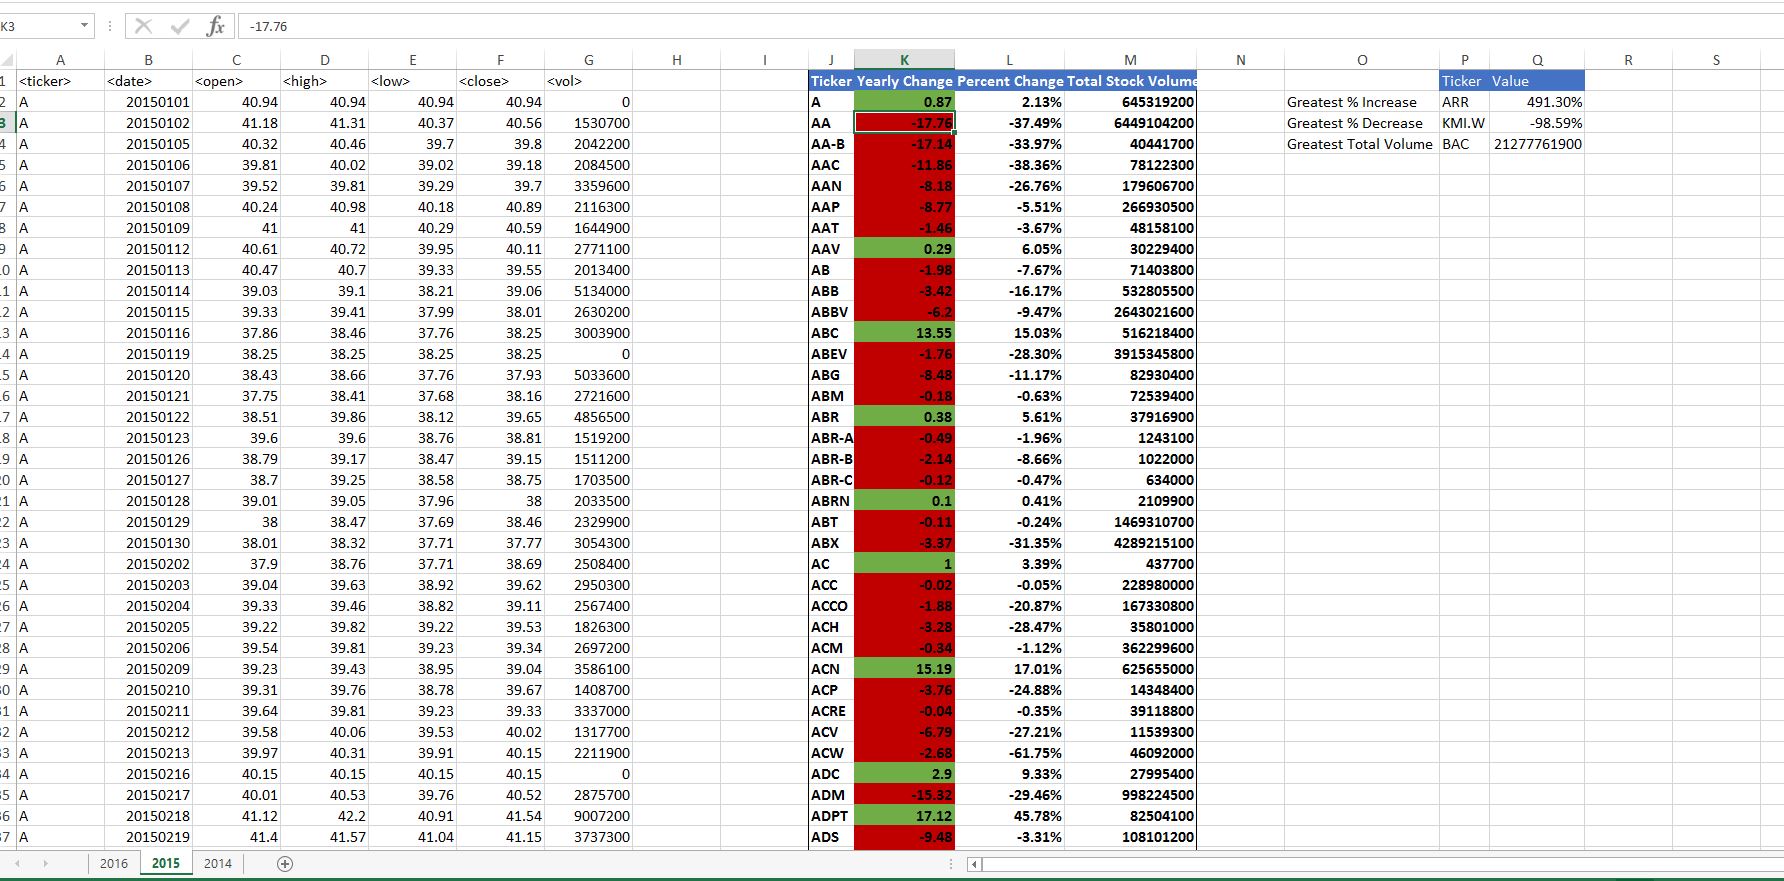 K3 fx -17.76
A B C D E F G H I J K L M N O P Q R S
1 <ticker> <date> <open> <high> <low> <close> <vol> Ticker Yearly Change Percent Change Total Stock Volume Ticker Value
2 A 20150101 40.94 40.94 40.94 40.94 0 A 0.87 2.13% 645319200 Greatest % Increase ARR 491.30%
3 A 20150102 41.18 41.31 40.37 40.56 1530700 AA -17.76 -37.49% 6449104200 Greatest % Decrease KMI.W -98.59%
4 A 20150105 40.32 40.46 39.7 39.8 2042200 AA-B -17.14 -33.97% 40441700 Greatest Total Volume BAC 21277761900
5 A 20150106 39.81 40.02 39.02 39.18 2084500 AAC -11.86 -38.36% 78122300
6 A 20150107 39.52 39.81 39.29 39.7 3359600 AAN -8.18 -26.76% 179606700
7 A 20150108 40.24 40.98 40.18 40.89 2116300 AAP -8.77 -5.51% 266930500
8 A 20150109 41 41 40.29 40.59 1644900 AAT -1.46 -3.67% 48158100
9 A 20150112 40.61 40.72 39.95 40.11 2771100 AAV 0.29 6.05% 30229400
0 A 20150113 40.47 40.7 39.33 39.55 2013400 AB -1.98 -7.67% 71403800
1 A 20150114 39.03 39.1 38.21 39.06 5134000 ABB -3.42 -16.17% 532805500
2 A 20150115 39.33 39.41 37.99 38.01 2630200 ABBV -6.2 -9.47% 2643021600
3 A 20150116 37.86 38.46 37.76 38.25 3003900 ABC 13.55 15.03% 516218400
4 A 20150119 38.25 38.25 38.25 38.25 0 ABEV -1.76 -28.30% 3915345800
5 A 20150120 38.43 38.66 37.76 37.93 5033600 ABG -8.48 -11.17% 82930400
6 A 20150121 37.75 38.41 37.68 38.16 2721600 ABM -0.18 -0.63% 72539400
7 A 20150122 38.51 39.86 38.12 39.65 4856500 ABR 0.38 5.61% 37916900
8 A 20150123 39.6 39.6 38.76 38.81 1519200 ABR-A -0.49 -1.96% 1243100
9 A 20150126 38.79 39.17 38.47 39.15 1511200 ABR-B -2.14 -8.66% 1022000
0 A 20150127 38.7 39.25 38.58 38.75 1703500 ABR-C -0.12 -0.47% 634000
1 A 20150128 39.01 39.05 37.96 38 2033500 ABRN 0.1 0.41% 2109900
2 A 20150129 38 38.47 37.69 38.46 2329900 ABT -0.11 -0.24% 1469310700
3 A 20150130 38.01 38.32 37.71 37.77 3054300 ABX -3.37 -31.35% 4289215100
4 A 20150202 37.9 38.76 37.71 38.69 2508400 AC 1 3.39% 437700
5 A 20150203 39.04 39.63 38.92 39.62 2950300 ACC -0.02 -0.05% 228980000
6 A 20150204 39.33 39.46 38.82 39.11 2567400 ACCO -1.88 -20.87% 167330800
7 A 20150205 39.22 39.82 39.22 39.53 1826300 ACH -3.28 -28.47% 35801000
8 A 20150206 39.54 39.81 39.23 39.34 2697200 ACM -0.34 -1.12% 362299600
9 A 20150209 39.23 39.43 38.95 39.04 3586100 ACN 15.19 17.01% 625655000
0 A 20150210 39.31 39.76 38.78 39.67 1408700 ACP -3.76 -24.88% 14348400
1 A 20150211 39.64 39.81 39.23 39.33 3337000 ACRE -0.04 -0.35% 39118800
2 A 20150212 39.58 40.06 39.53 40.02 1317700 ACV -6.79 -27.21% 11539300
3 A 20150213 39.97 40.31 39.91 40.15 2211900 ACW -2.68 -61.75% 46092000
4 A 20150216 40.15 40.15 40.15 40.15 0 ADC 2.9 9.33% 27995400
5 A 20150217 40.01 40.53 39.76 40.52 2875700 ADM -15.32 -29.46% 998224500
6 A 20150218 41.12 42.2 40.91 41.54 9007200 ADPT 17.12 45.78% 82504100
7 A 20150219 41.4 41.57 41.04 41.15 3737300 ADS -9.48 -3.31% 108101200
2016 2015 2014